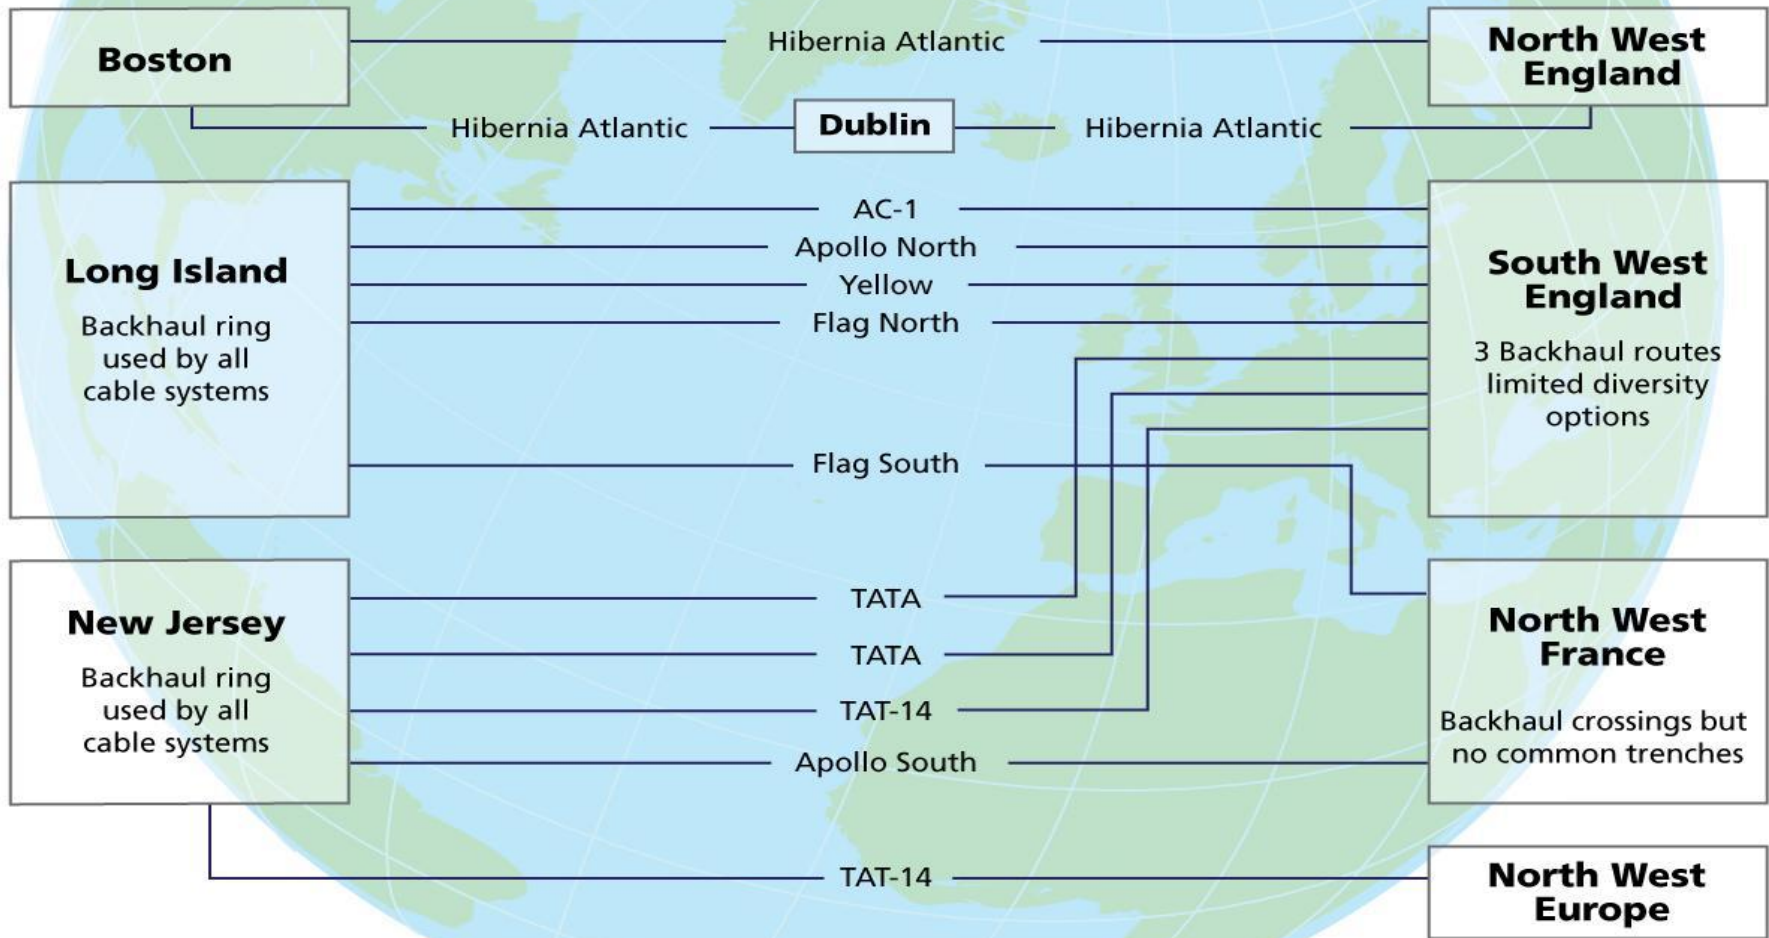 Boston
Hibernia Atlantic
North West
England
Hibernia Atlantic
Dublin
Hibernia Atlantic
Long Island
Backhaul ring
used by all
cable systems
AC-1
Apollo North
Yellow
Flag North
Flag South
South West
England
3 Backhaul routes
limited diversity
options
New Jersey
Backhaul ring
used by all
cable systems
TATA
TATA
TAT-14
Apollo South
TAT-14
North West
France
Backhaul crossings but
no common trenches
North West
Europe